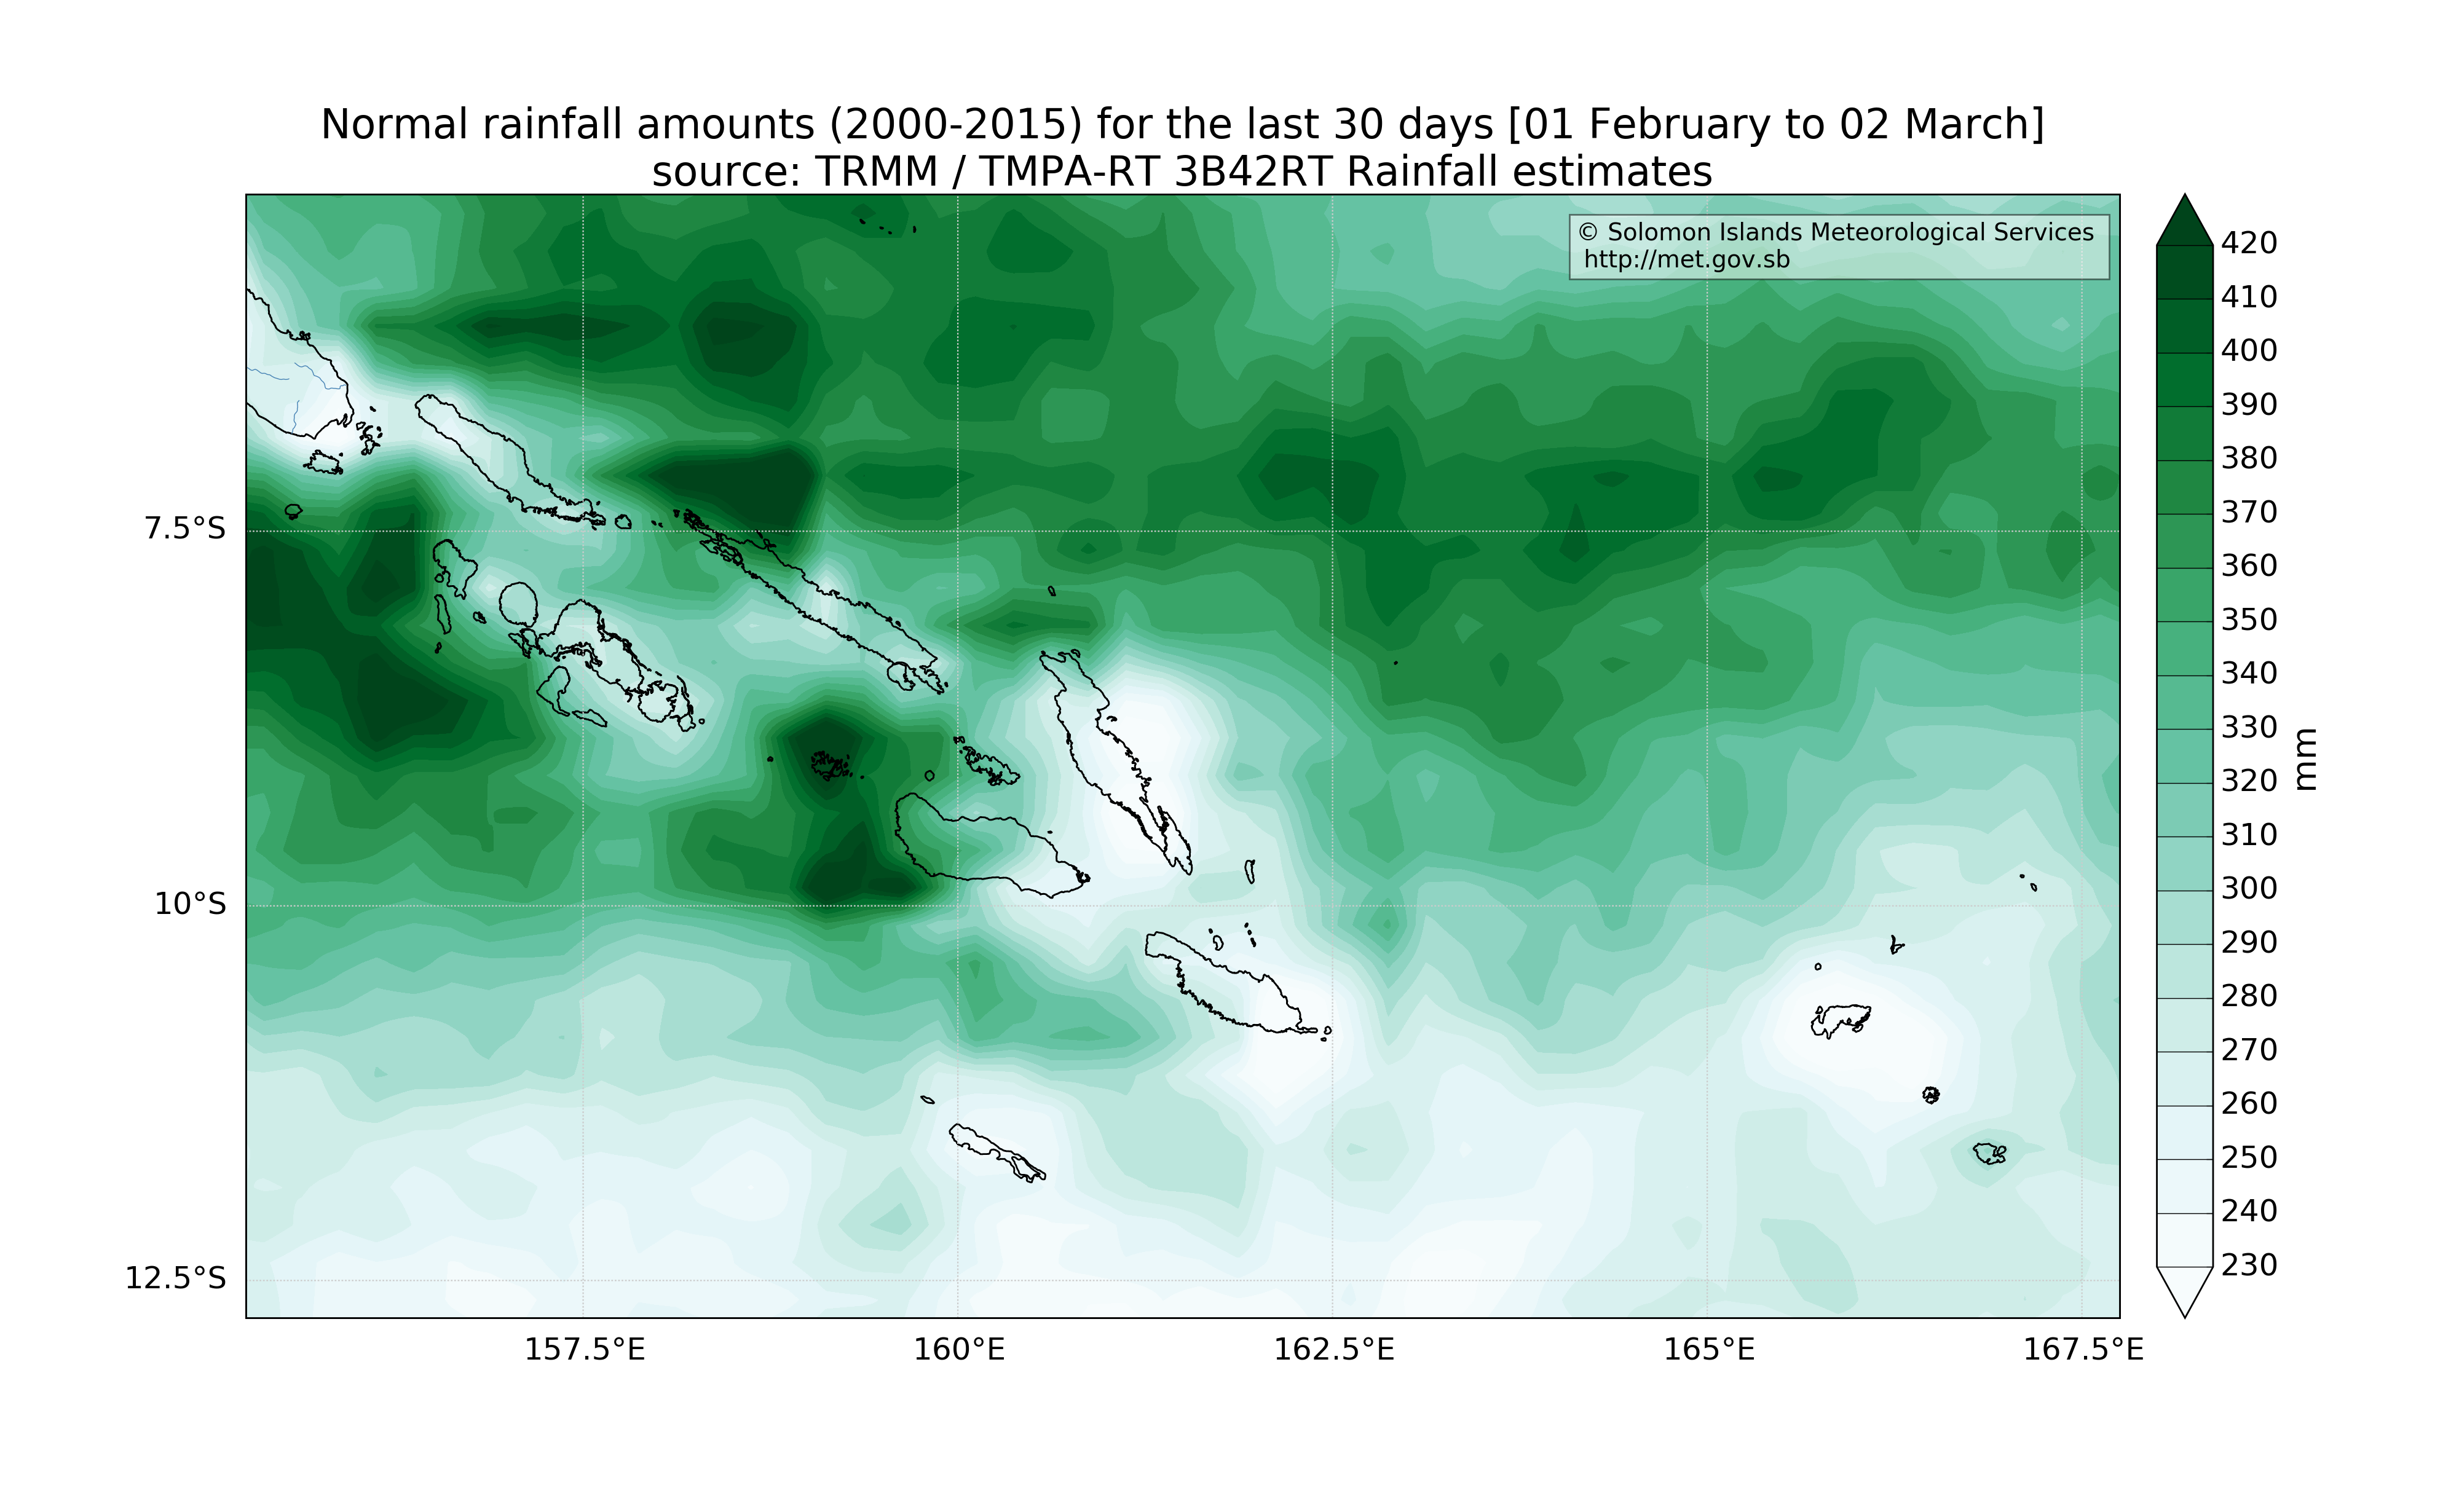 Normal rainfall amounts (2000-2015) for the last 30 days [01 February to 02 March]
source: TRMM / TMPA-RT 3B42RT Rainfall estimates
© Solomon Islands Meteorological Services
http://met.gov.sb
7.5°S
10°S
12.5°S
157.5°E
160°E
162.5°E
165°E
167.5°E
420
410
400
390
380
370
360
350
340
330
320
310
300
290
280
270
260
250
240
230
mm